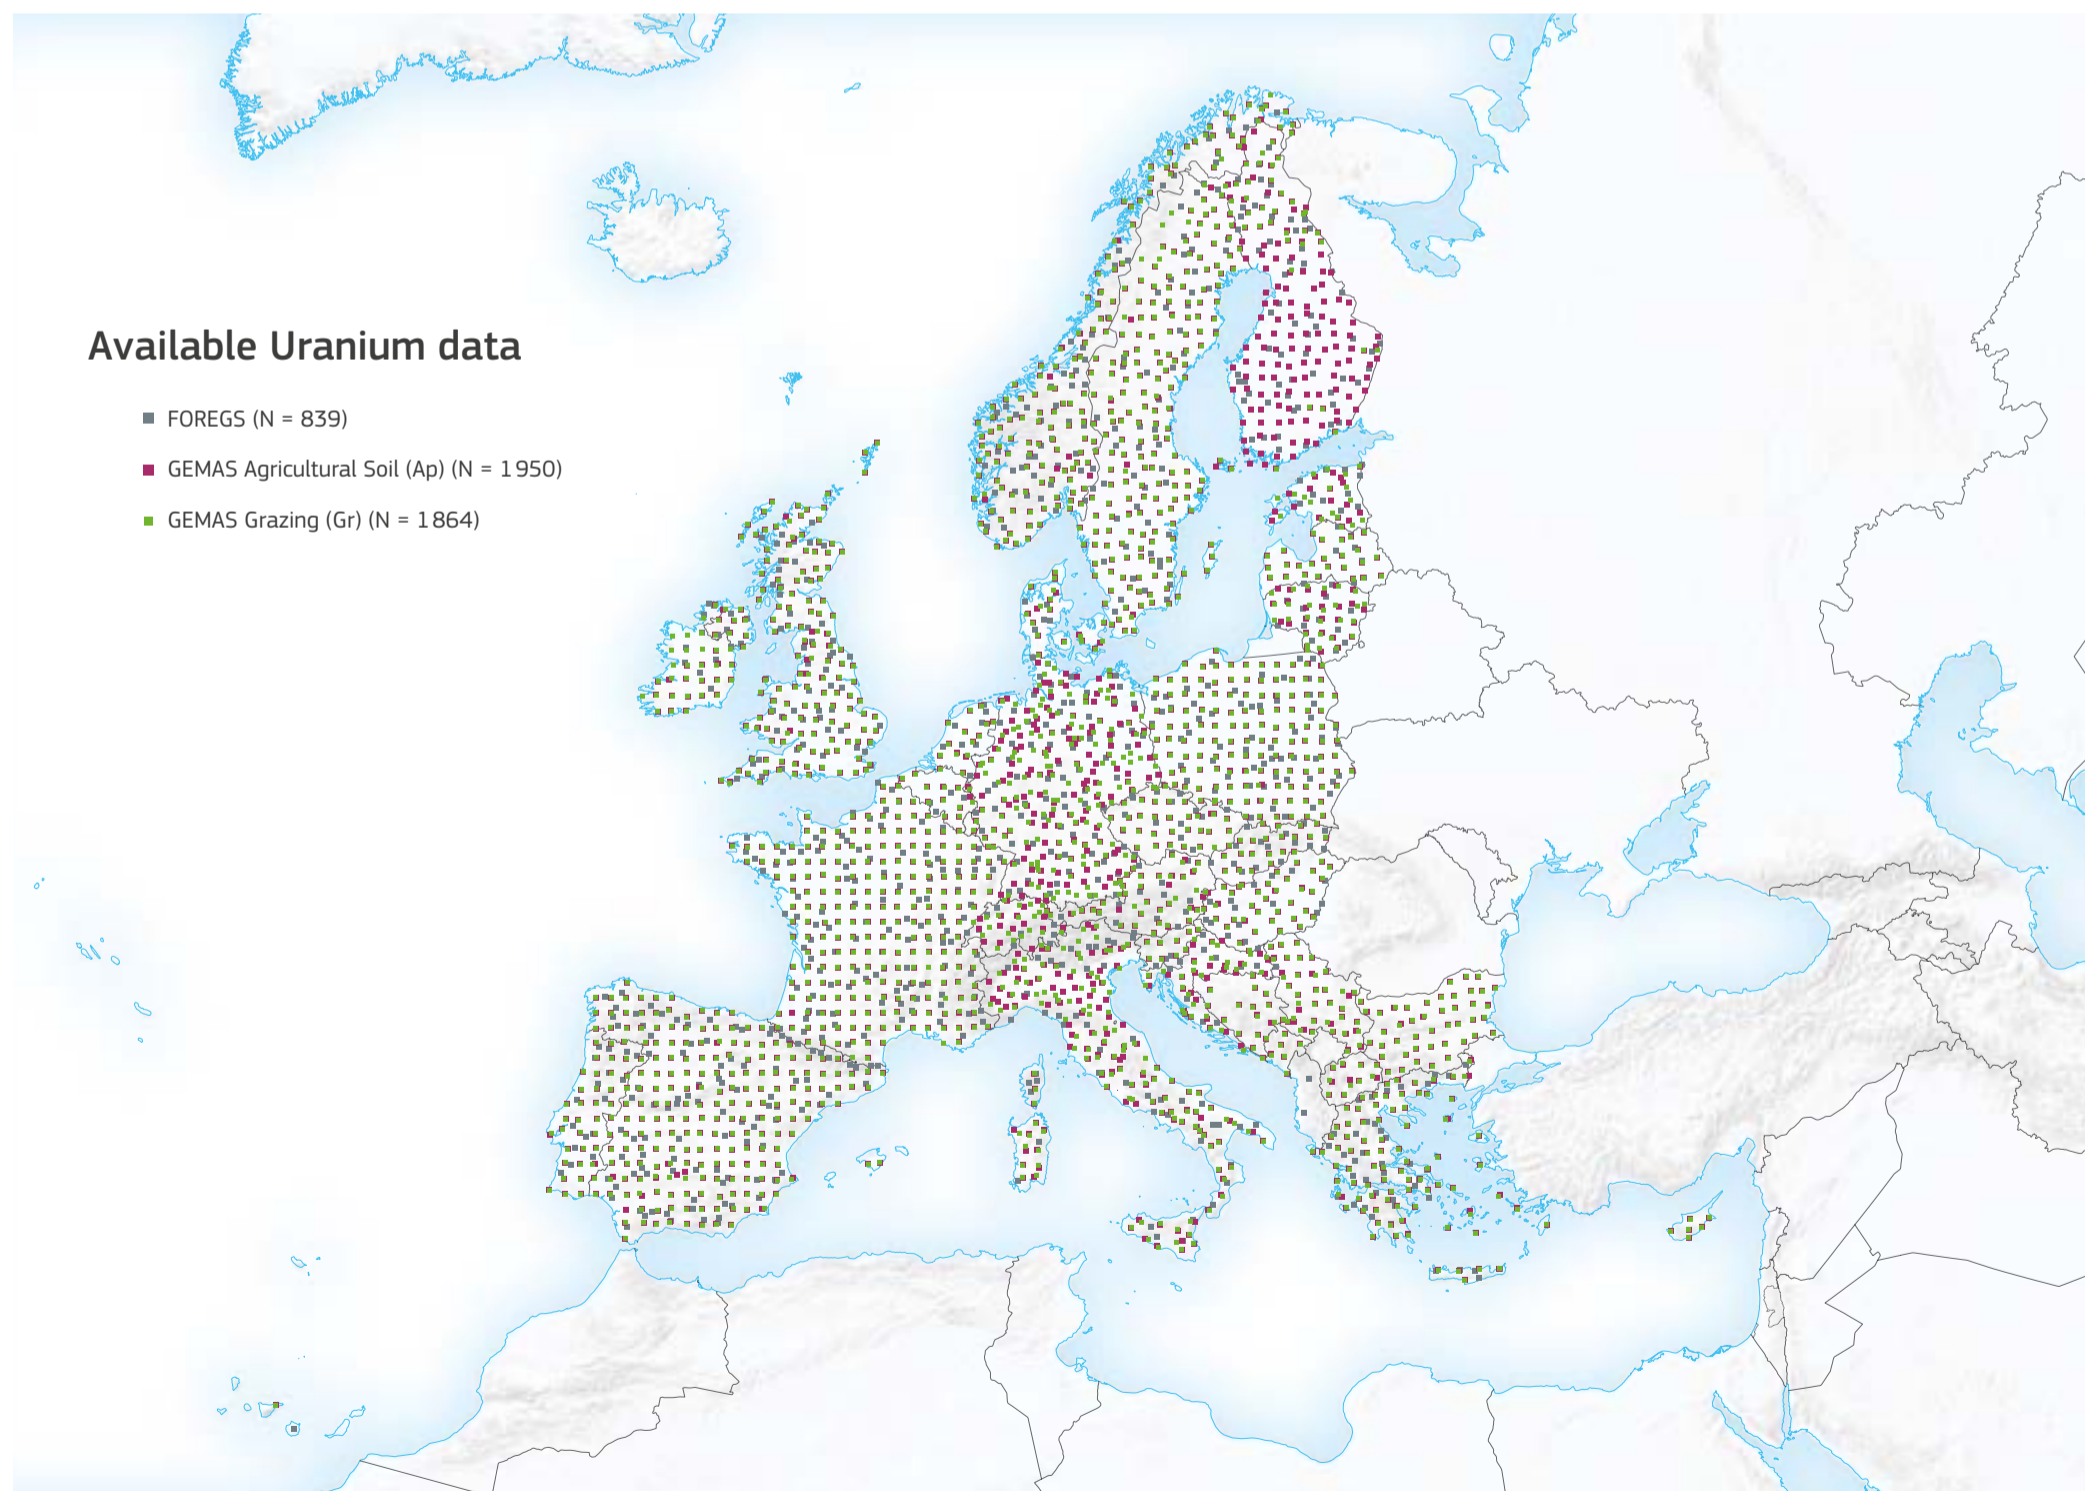 Available Uranium data
FOREGS (N = 839)
GEMAS Agricultural Soil (Ap) (N = 1950)
GEMAS Grazing (Gr) (N = 1864)